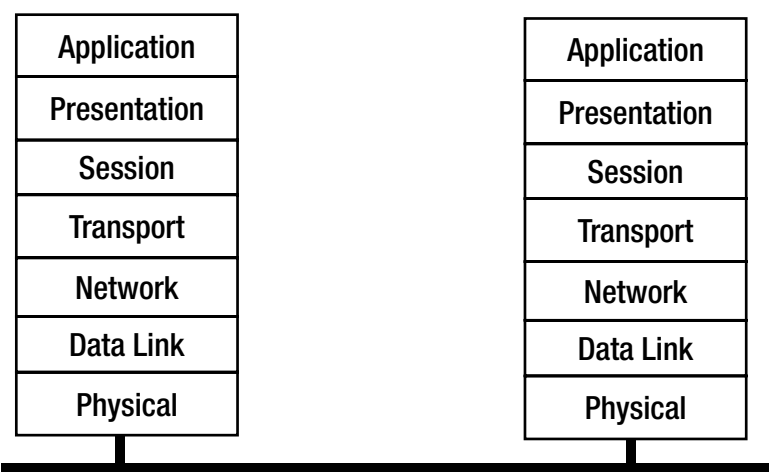 Application
Presentation
Session
Transport
Network
Data Link
Physical
Application
Presentation
Session
Transport
Network
Data Link
Physical